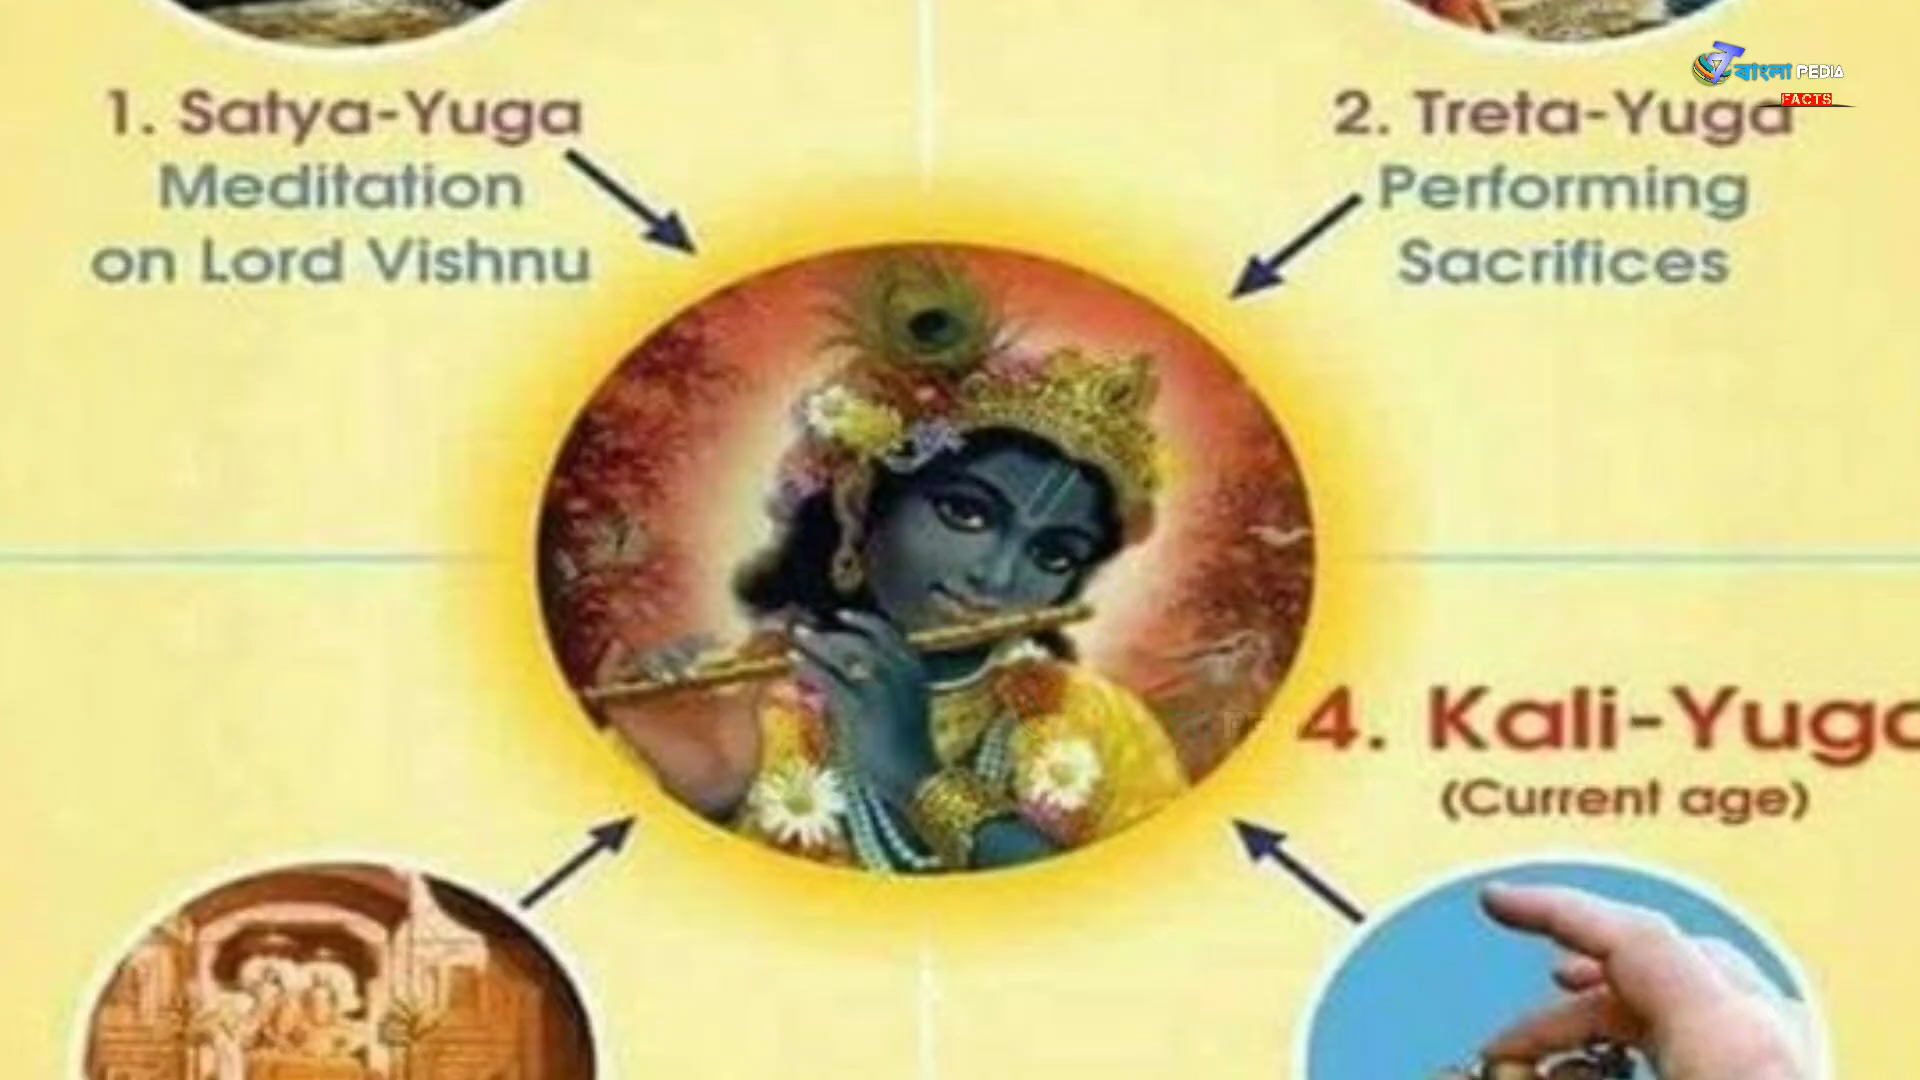 1. Satya-Yuga
Meditation
on Lord Vishnu
2. Treta-Yuga
Performing
Sacrifices
বাংলা PEDIA
FACTS
4. Kali-Yuga
(Current age)